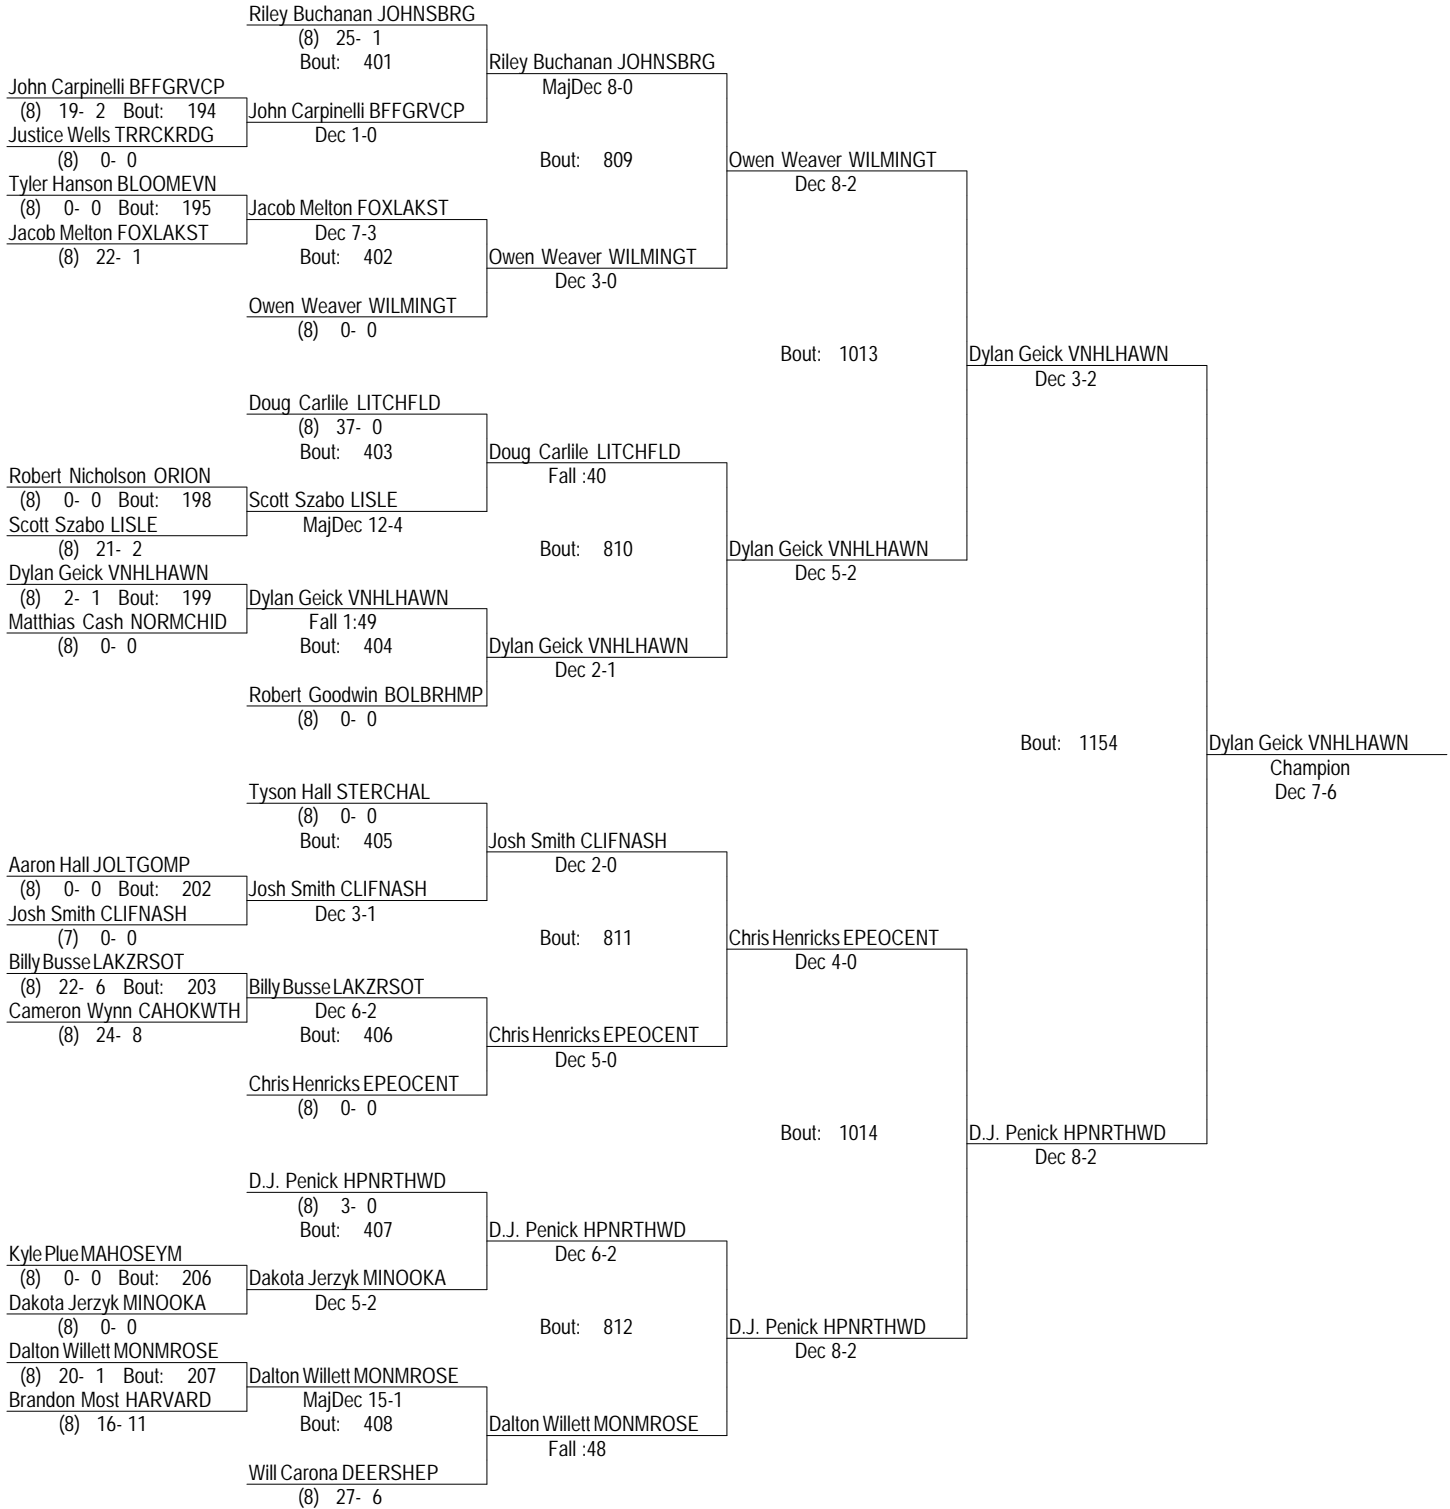 Riley Buchanan JOHNSBRG
(8) 25- 1
Bout: 401
Riley Buchanan JOHNSBRG
MajDec 8-0
John Carpinelli BFFGRVCP
(8) 19- 2 Bout: 194
John Carpinelli BFFGRVCP
Justice Wells TRRCKRDG
Dec 1-0
(8) 0- 0
Bout: 809
Owen Weaver WILMINGT
Dec 8-2
Tyler Hanson BLOOMEVN
(8) 0- 0 Bout: 195
Jacob Melton FOXLAKST
Jacob Melton FOXLAKST
Dec 7-3
(8) 22- 1
Bout: 402
Owen Weaver WILMINGT
Dec 3-0
Owen Weaver WILMINGT
(8) 0- 0
Bout: 1013
Dylan Geick VNHLHAWN
Dec 3-2
Doug Carlile LITCHFLD
(8) 37- 0
Bout: 403
Doug Carlile LITCHFLD
Fall :40
Robert Nicholson ORION
(8) 0- 0 Bout: 198
Scott Szabo LISLE
Scott Szabo LISLE
MajDec 12-4
(8) 21- 2
Bout: 810
Dylan Geick VNHLHAWN
Dec 5-2
Dylan Geick VNHLHAWN
(8) 2- 1 Bout: 199
Dylan Geick VNHLHAWN
Matthias Cash NORMCHID
Fall 1:49
(8) 0- 0
Bout: 404
Dylan Geick VNHLHAWN
Dec 2-1
Robert Goodwin BOLBRHMP
(8) 0- 0
Bout: 1154
Dylan Geick VNHLHAWN
Champion
Dec 7-6
Tyson Hall STERCHAL
(8) 0- 0
Bout: 405
Josh Smith CLIFNASH
Dec 2-0
Aaron Hall JOLTGOMP
(8) 0- 0 Bout: 202
Josh Smith CLIFNASH
Josh Smith CLIFNASH
Dec 3-1
(7) 0- 0
Bout: 811
Chris Henricks EPEOCENT
Dec 4-0
Billy Busse LAKZRSOT
(8) 22- 6 Bout: 203
Billy Busse LAKZRSOT
Cameron Wynn CAHOKWTH
Dec 6-2
(8) 24- 8
Bout: 406
Chris Henricks EPEOCENT
Dec 5-0
Chris Henricks EPEOCENT
(8) 0- 0
Bout: 1014
D.J. Penick HPNRTHWD
Dec 8-2
D.J. Penick HPNRTHWD
(8) 3- 0
Bout: 407
D.J. Penick HPNRTHWD
Dec 6-2
Kyle Plue MAHOSEYM
(8) 0- 0 Bout: 206
Dakota Jerzyk MINOOKA
Dakota Jerzyk MINOOKA
Dec 5-2
(8) 0- 0
Bout: 812
D.J. Penick HPNRTHWD
Dec 8-2
Dalton Willett MONMROSE
(8) 20- 1 Bout: 207
Dalton Willett MONMROSE
Brandon Most HARVARD
MajDec 15-1
(8) 16- 11
Bout: 408
Dalton Willett MONMROSE
Fall :48
Will Carona DEERSHEP
(8) 27- 6